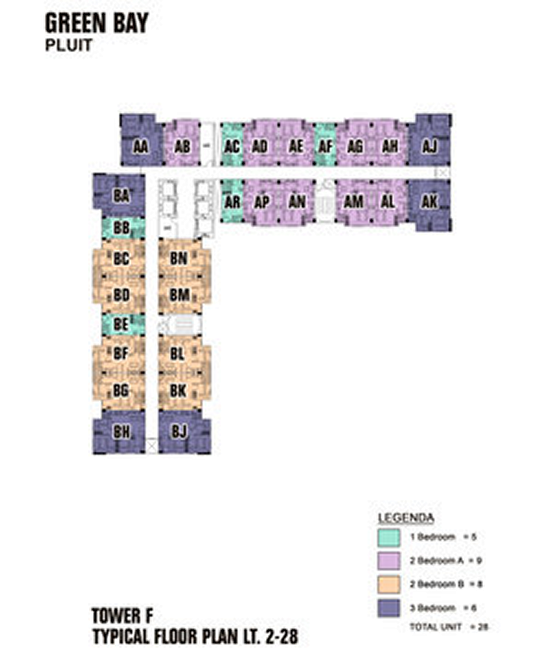 GREEN BAY
PLUIT
AA AB AC AD AE AF AG AH AJ
BA AR AP AN AM AL AK
BB
BC BN
BD BM
BE
BF BL
BG BK
BH BJ
LEGENDA
1 Bedroom = 5
2 Bedroom A = 9
2 Bedroom B = 8
3 Bedroom = 6
TOTAL UNIT = 28
TOWER F
TYPICAL FLOOR PLAN LT. 2-28